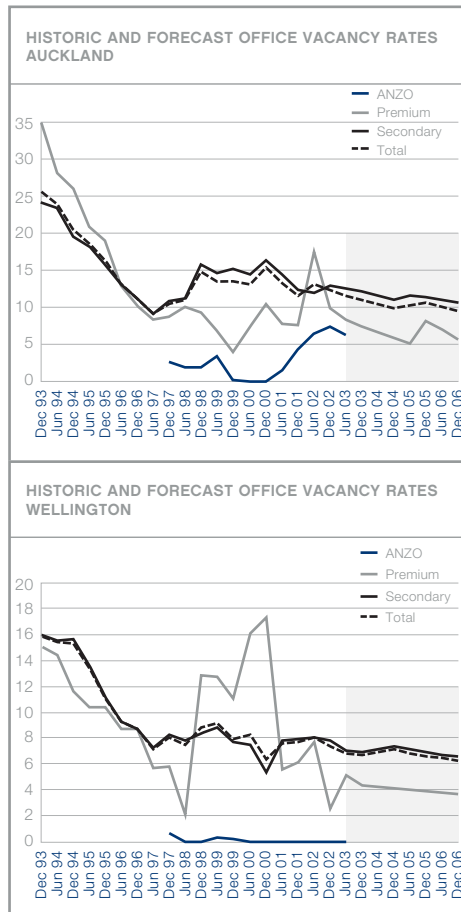 HISTORIC AND FORECAST OFFICE VACANCY RATES
AUCKLAND
ANZO
Premium
Secondary
Total
35
30
25
20
15
10
5
0
Dec 93
Jun 94
Dec 94
Jun 95
Dec 95
Jun 96
Dec 96
Jun 97
Dec 97
Jun 98
Dec 98
Jun 99
Dec 99
Jun 00
Dec 00
Jun 01
Dec 01
Jun 02
Dec 02
Jun 03
Dec 03
Jun 04
Dec 04
Jun 05
Dec 05
Jun 06
Dec 06
HISTORIC AND FORECAST OFFICE VACANCY RATES
WELLINGTON
ANZO
Premium
Secondary
Total
20
18
16
14
12
10
8
6
4
2
0
Dec 93
Jun 94
Dec 94
Jun 95
Dec 95
Jun 96
Dec 96
Jun 97
Dec 97
Jun 98
Dec 98
Jun 99
Dec 99
Jun 00
Dec 00
Jun 01
Dec 01
Jun 02
Dec 02
Jun 03
Dec 03
Jun 04
Dec 04
Jun 05
Dec 05
Jun 06
Dec 06